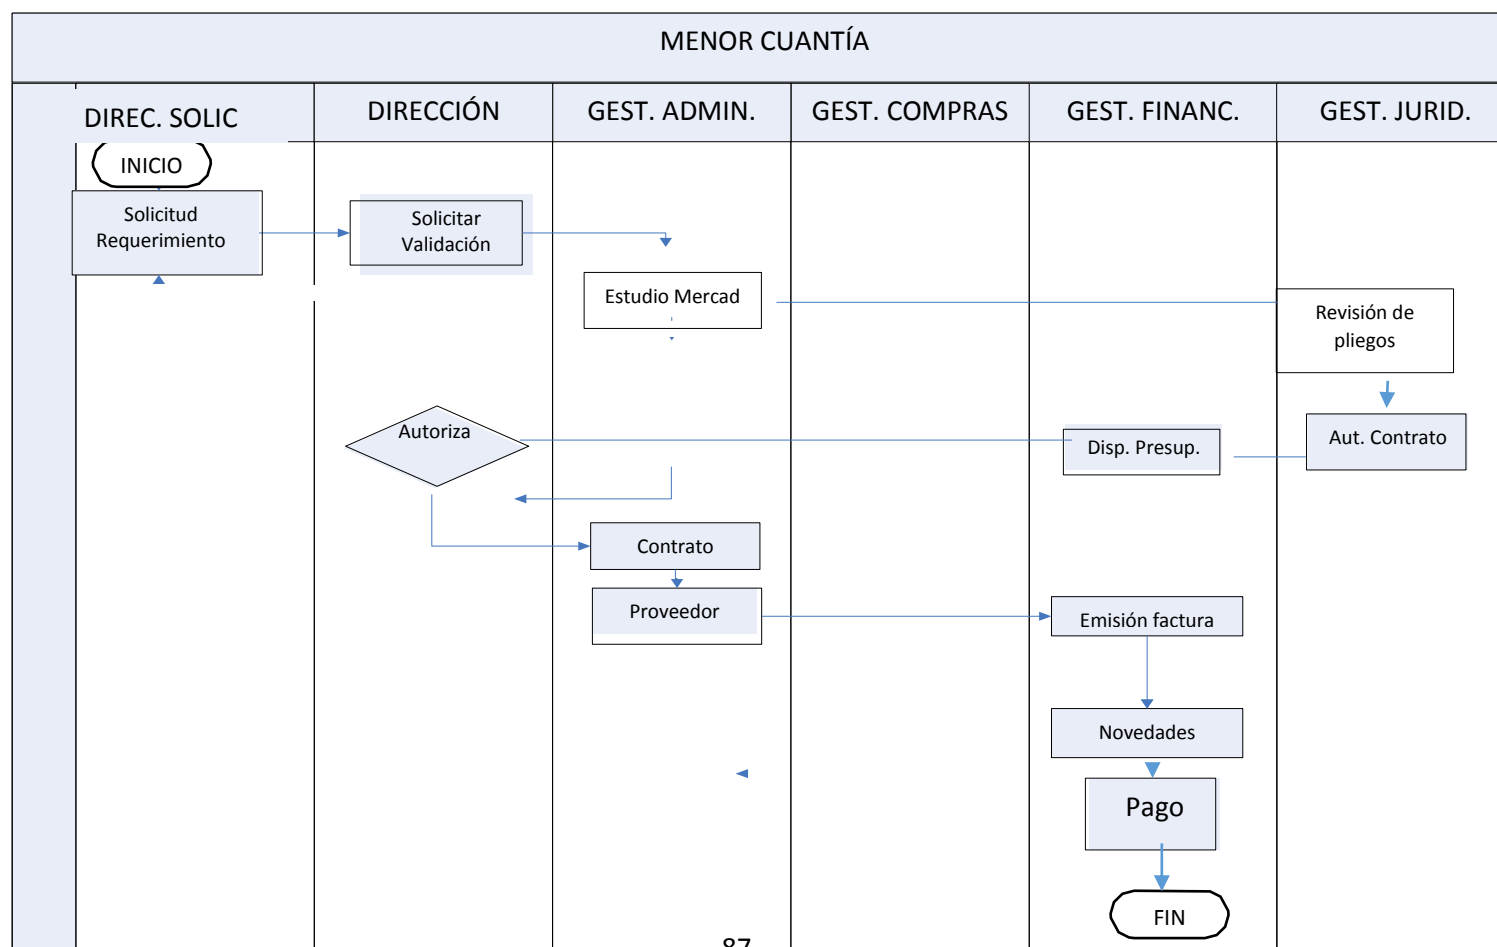 MENOR CUANTÍA
DIREC. SOLIC
DIRECCIÓN
GEST. ADMIN.
GEST. COMPRAS
GEST. FINANC.
GEST. JURID.
INICIO
Solicitud
Requerimiento
Solicitar
Validación
Estudio Mercad
Revisión de
pliegos
Autoriza
Disp. Presup.
Aut. Contrato
Contrato
Proveedor
Emisión factura
Novedades
Pago
FIN
87